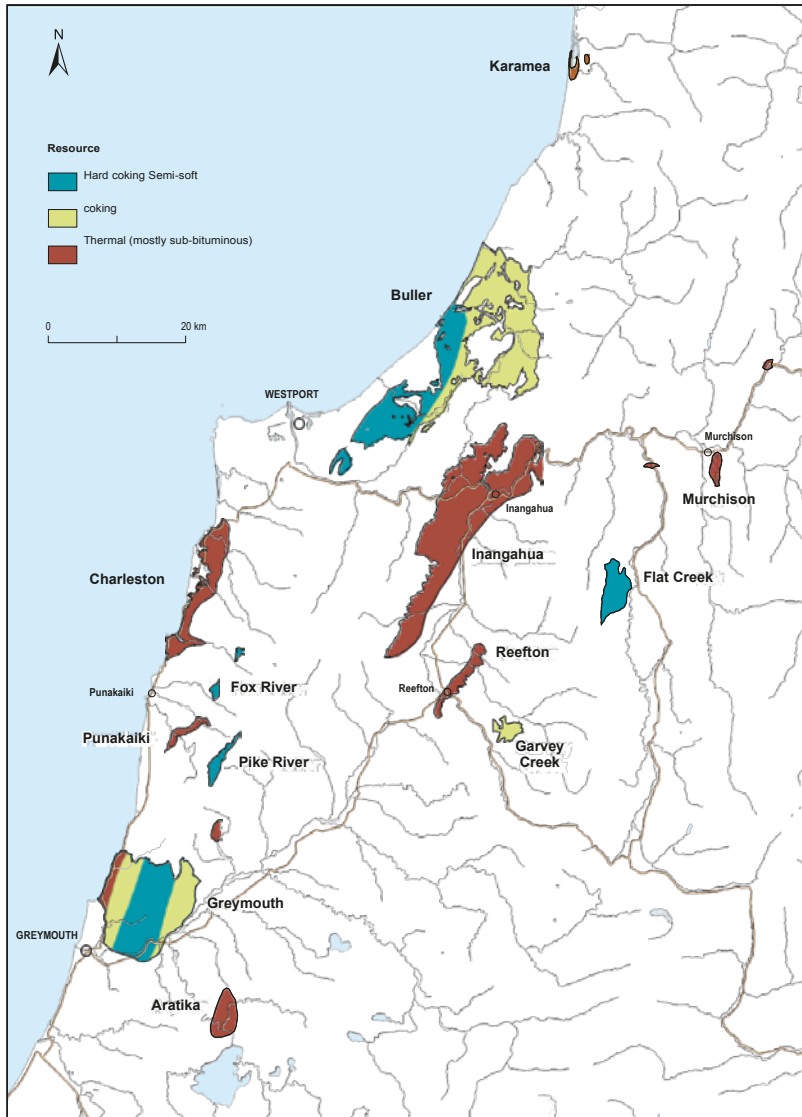 N
Karamea
Resource
Hard coking Semi-soft
coking
Thermal (mostly sub-bituminous)
Buller
0 20 km
WESTPORT
Murchison
Murchison
Inangahua
Inangahua
Charleston
Flat Creek
Reefton
Fox River
Reefton
Punakaiki
Punakaiki
Garvey
Creek
Pike River
Greymouth
GREYMOUTH
Aratika